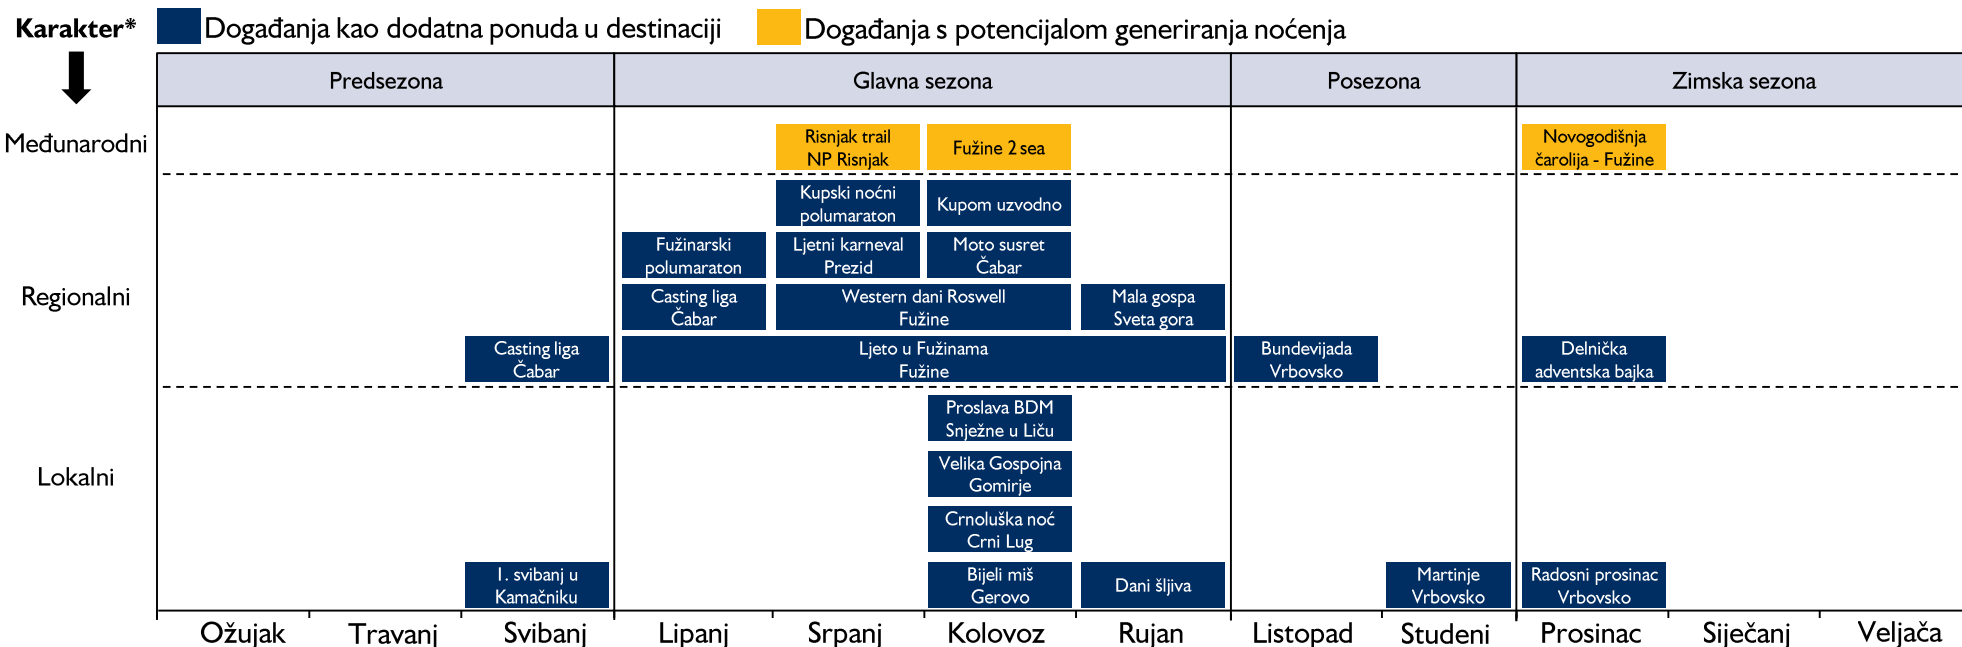 Karakter*
Događanja kao dodatna ponuda u destinaciji
Događanja s potencijalom generiranja noćenja
Predsezona
Glavna sezona
Posezona
Zimska sezona
Međunarodni
Risnjak trail
NP Risnjak
Fužine 2 sea
Novogodišnja
čarolija - Fužine
Regionalni
Kupski noćni
polumaraton
Kupom uzvodno
Fužinarski
polumaraton
Ljetni karneval
Prezid
Moto susret
Čabar
Casting liga
Čabar
Western dani Roswell
Fužine
Mala gospa
Sveta gora
Casting liga
Čabar
Ljeto u Fužinama
Fužine
Bundevijada
Vrbovsko
Delnička
adventska bajka
Lokalni
Proslava BDM
Snježne u Liču
Velika Gospojna
Gomirje
Crnoluška noć
Crni Lug
1. svibanj u
Kamačniku
Bijeli miš
Gerovo
Dani šljiva
Martinje
Vrbovsko
Radosni prosinac
Vrbovsko
Ožujak
Travanj
Svibanj
Lipanj
Srpanj
Kolovoz
Rujan
Listopad
Studeni
Prosinac
Siječanj
Veljača